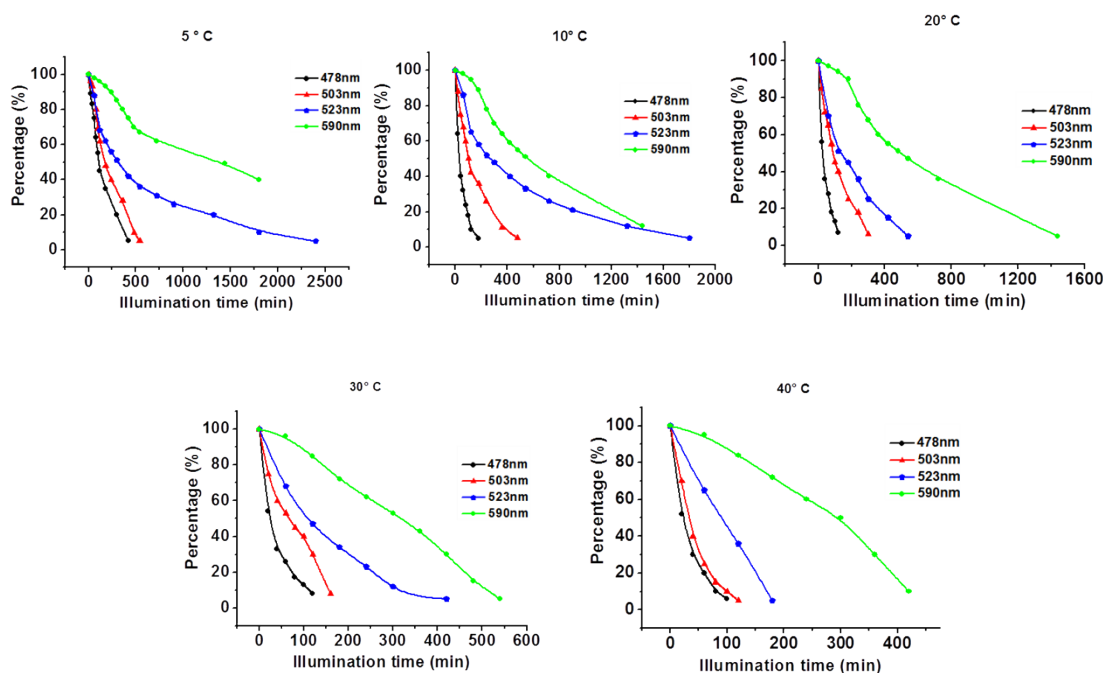 5 ° C
100
80
60
40
20
0
Percentage (%)
478nm
503nm
523nm
590nm
0 500 1000 1500 2000 2500
Illumination time (min)
10° C
100
80
60
40
20
0
Percentage (%)
478nm
503nm
523nm
590nm
0 400 800 1200 1600 2000
Illumination time (min)
20° C
100
80
60
40
20
0
Percentage (%)
478nm
503nm
523nm
590nm
0 400 800 1200 1600
Illumination time (min)
30° C
100
80
60
40
20
0
Percentage (%)
478nm
503nm
523nm
590nm
0 100 200 300 400 500 600
Illumination time (min)
40° C
100
80
60
40
20
0
Percentage (%)
478nm
503nm
523nm
590nm
0 100 200 300 400
Illumination time (min)